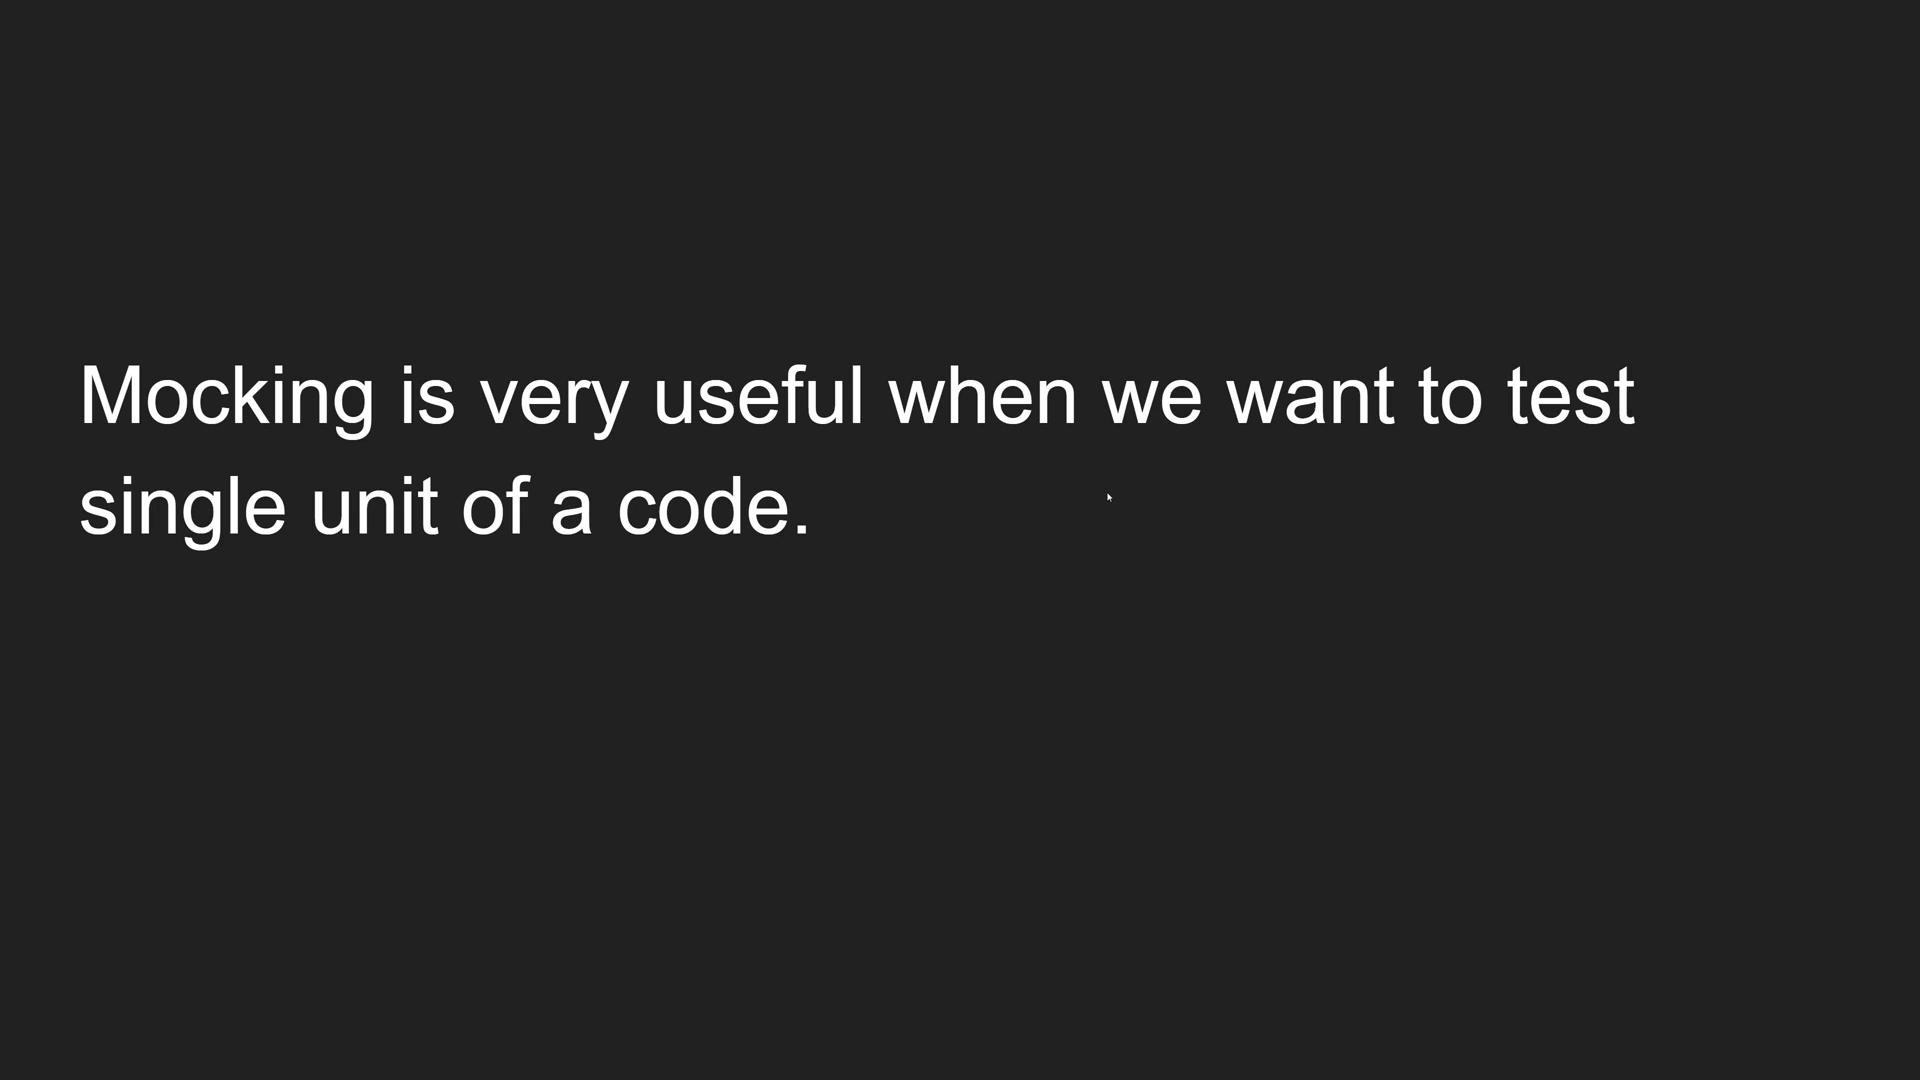 Mocking is very useful when we want to test
single unit of a code.